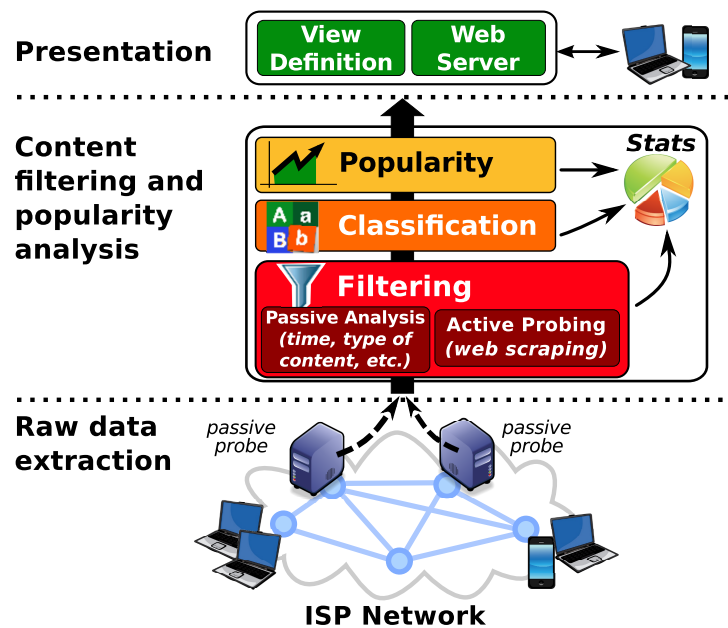 Presentation
View
Definition
Web
Server
Content
filtering and
popularity
analysis
Popularity
Stats
A a
B b
Classification
Filtering
Passive Analysis
(time, type of
content, etc.)
Active Probing
(web scraping)
Raw data
extraction
passive
probe
passive
probe
ISP Network